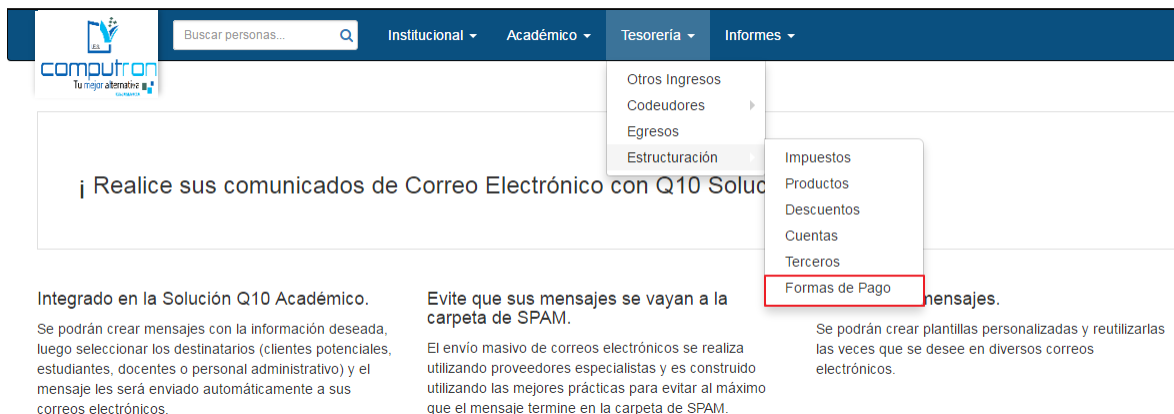 Buscar personas...
Institucional
Académico
Tesorería
Informes
E.I.
computron
Tu mejor alternativa
Otros Ingresos
Codeudores
Egresos
Estructuración
Impuestos
Productos
Descuentos
Cuentas
Terceros
Formas de Pago
¡ Realice sus comunicados de Correo Electrónico con Q10 Soluc
Integrado en la Solución Q10 Académico.
Se podrán crear mensajes con la información deseada,
luego seleccionar los destinatarios (clientes potenciales,
estudiantes, docentes o personal administrativo) y el
mensaje les será enviado automáticamente a sus
correos electrónicos.
Evite que sus mensajes se vayan a la
carpeta de SPAM.
El envío masivo de correos electrónicos se realiza
utilizando proveedores especialistas y es construido
utilizando las mejores prácticas para evitar al máximo
que el mensaje termine en la carpeta de SPAM.
mensajes.
Se podrán crear plantillas personalizadas y reutilizarlas
las veces que se desee en diversos correos
electrónicos.